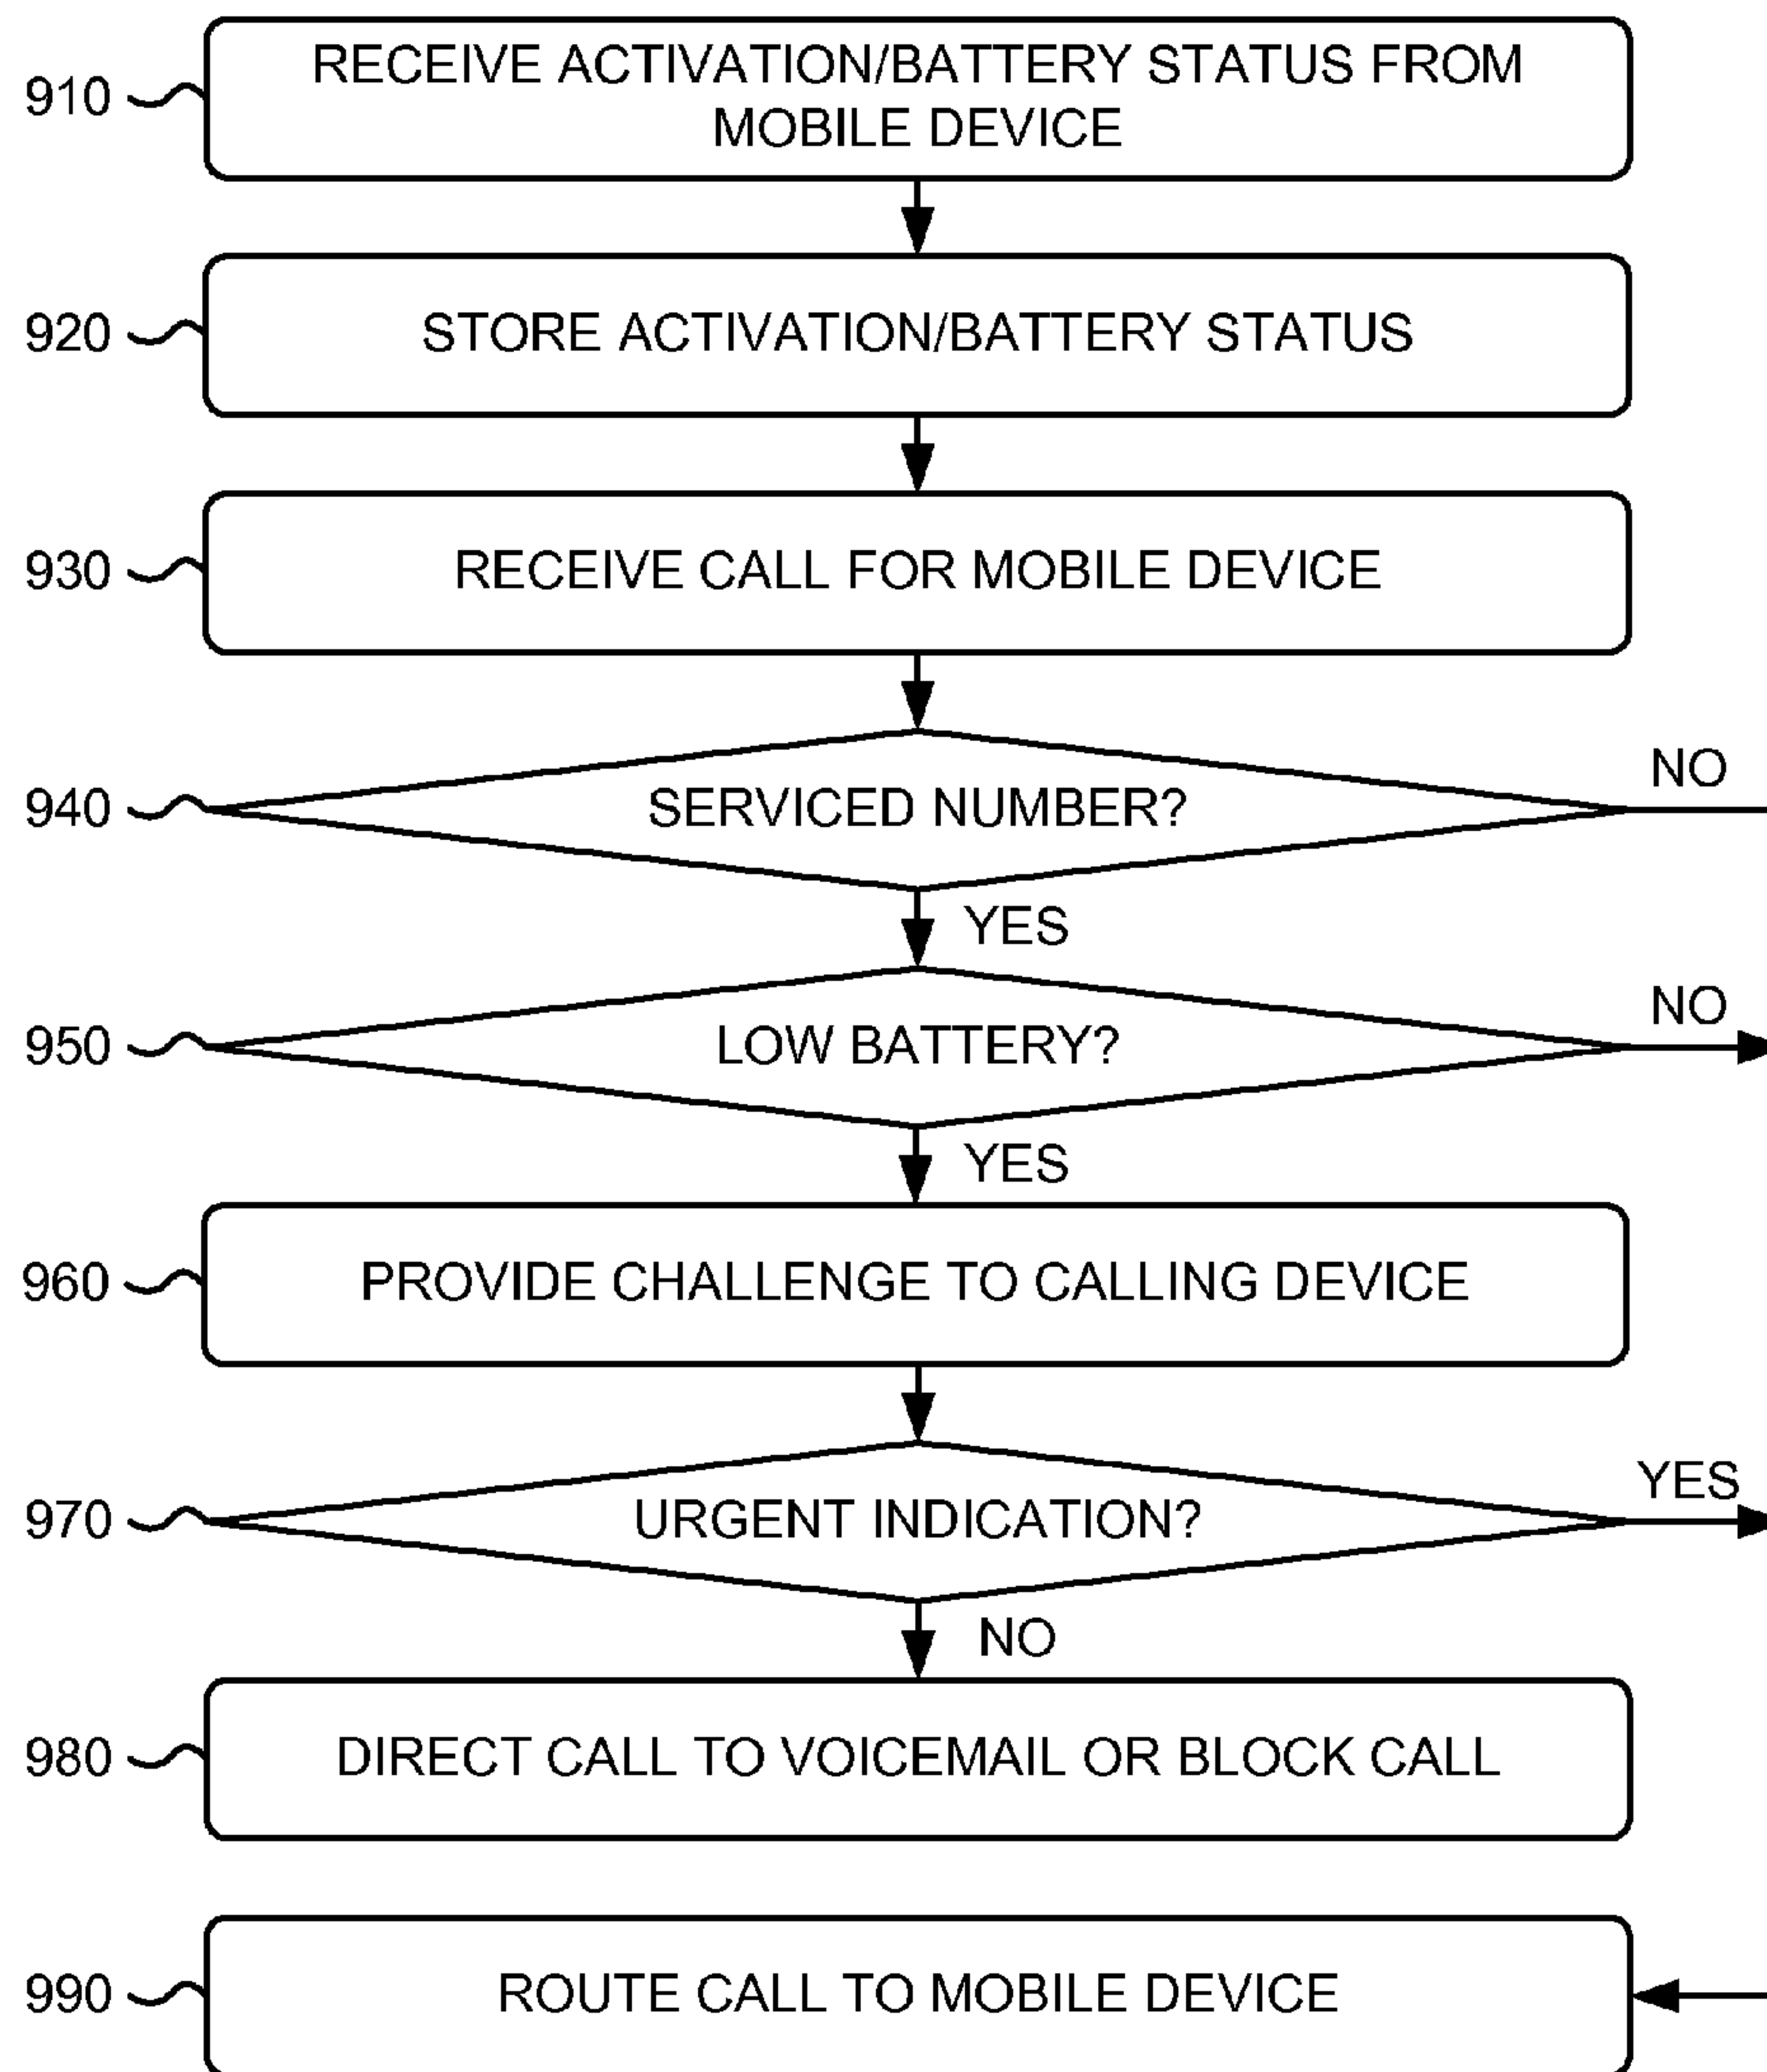 910
RECEIVE ACTIVATION/BATTERY STATUS FROM
MOBILE DEVICE
920
STORE ACTIVATION/BATTERY STATUS
930
RECEIVE CALL FOR MOBILE DEVICE
940
SERVICED NUMBER?
NO
YES
950
LOW BATTERY?
NO
YES
960
PROVIDE CHALLENGE TO CALLING DEVICE
970
URGENT INDICATION?
YES
NO
980
DIRECT CALL TO VOICEMAIL OR BLOCK CALL
990
ROUTE CALL TO MOBILE DEVICE